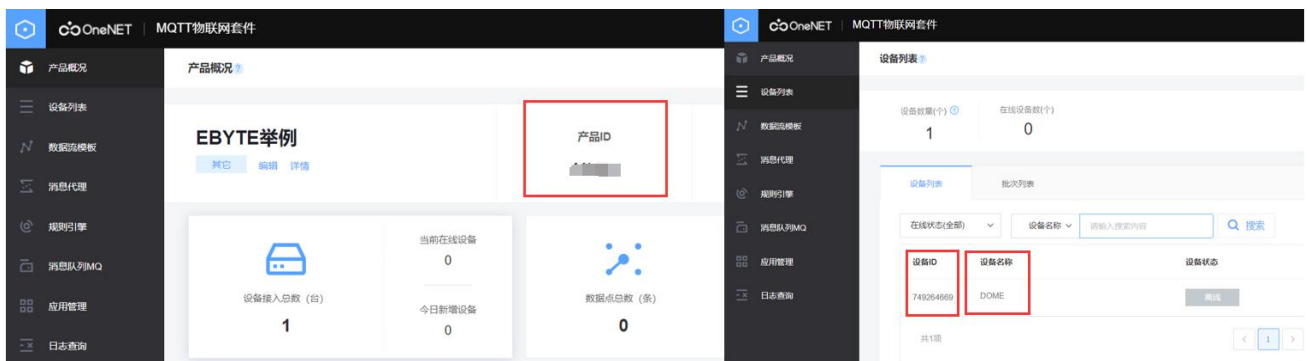 OneNET | MQTT物联网套件
产品概况
设备列表
数据流模板
消息代理
规则引擎
消息队列MQ
应用管理
日志查询
产品概况
EBYTE举例
其它 编辑 详情
产品ID
设备接入总数（台）
1
当前在线设备
0
今日新增设备
0
数据点总数（条）
0
OneNET | MQTT物联网套件
产品概况
设备列表
数据流模板
消息代理
规则引擎
消息队列MQ
应用管理
日志查询
设备列表
设备数量(个) 在线设备数(个)
1 0
设备列表 批次列表
在线状态(全部) 设备名称 请输入搜索内容 搜索
设备ID 设备名称 设备状态
749264669 DOME 离线
共1项 < 1 >